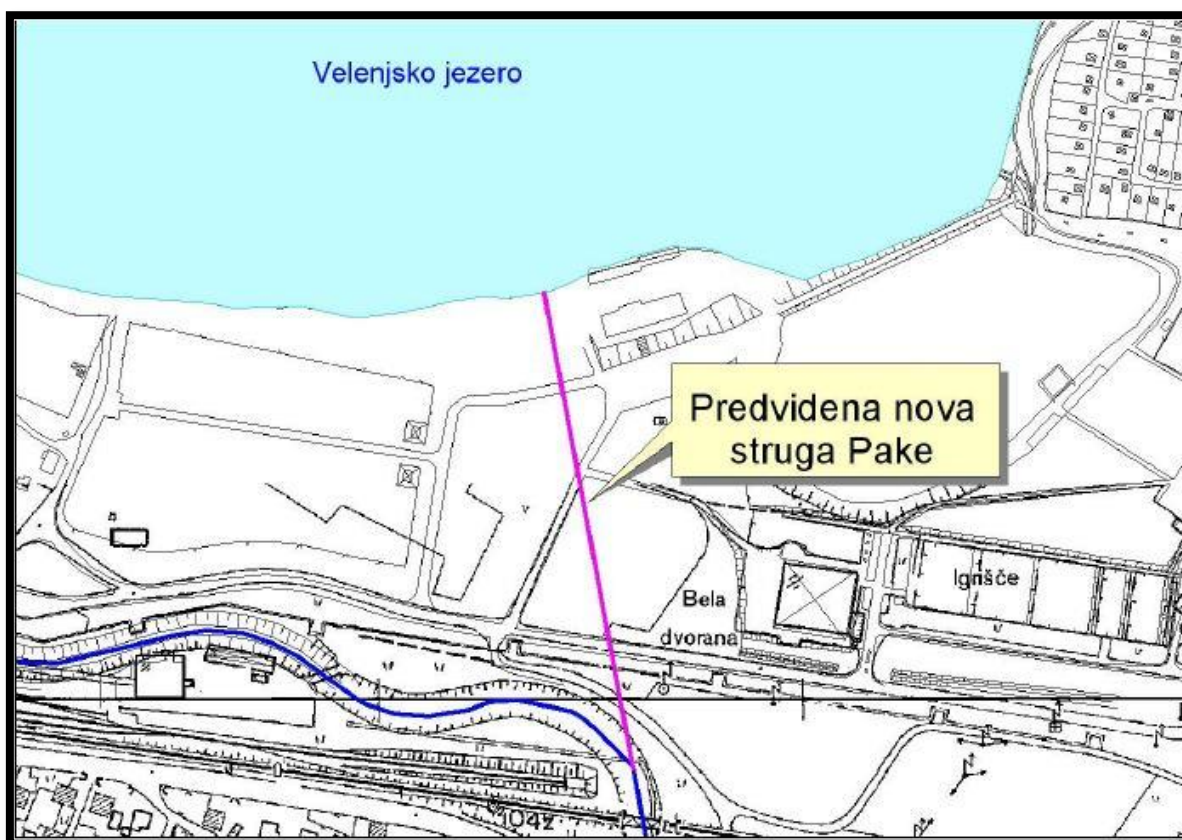 Velenjsko jezero
Predvidena nova
struga Pake
Igrišče
Bela
dvorana